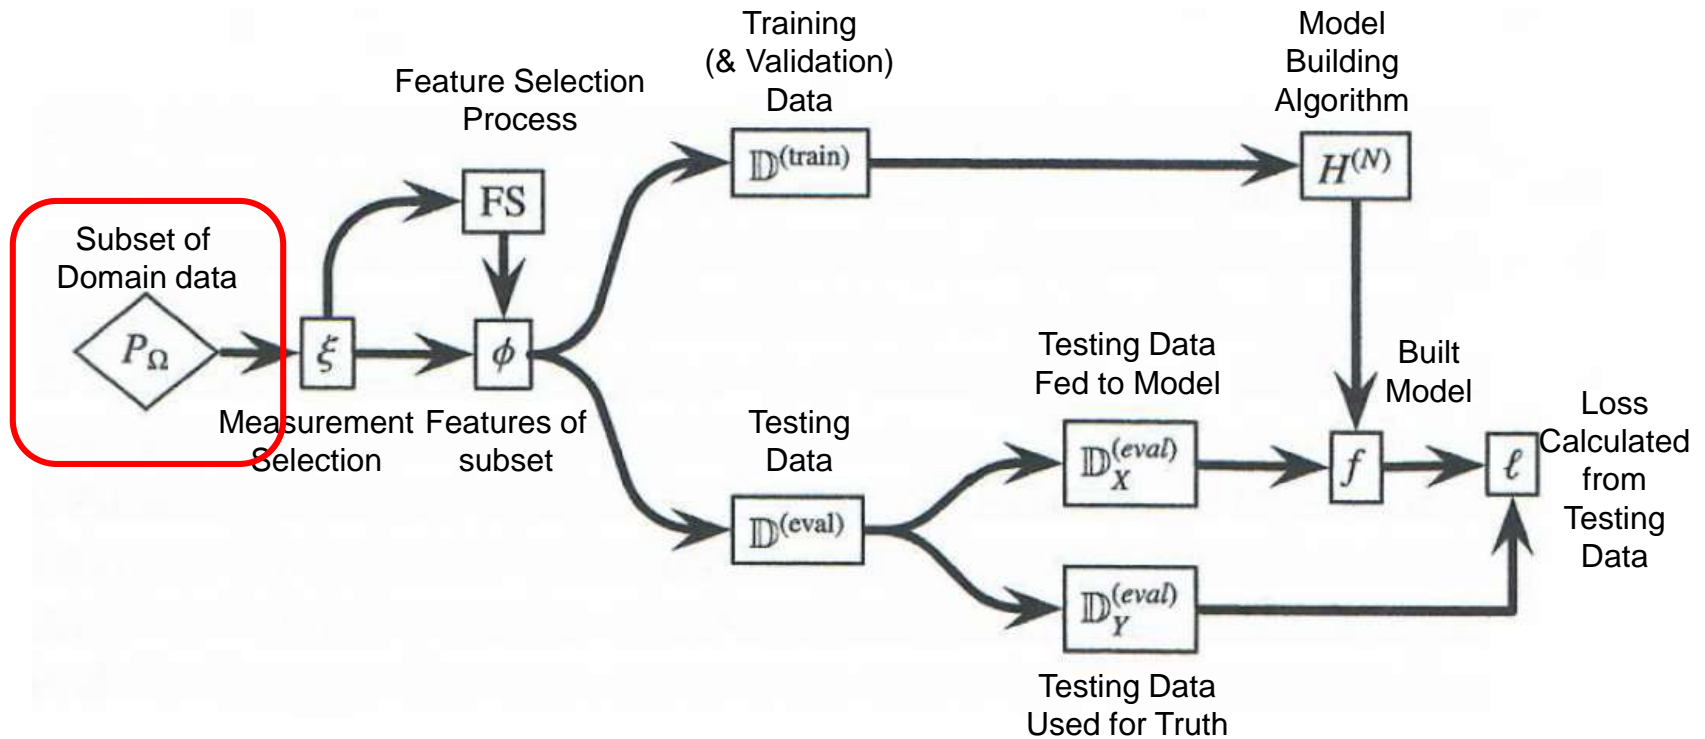 Training
(& Validation)
Data
Model
Building
Algorithm
Feature Selection
Process
𝔻(train)
H(N)
FS
Subset of
Domain data
PΩ
ξ
ϕ
Measurement
Selection
Features of
subset
Testing
Data
𝔻(eval)
Testing Data
Fed to Model
𝔻X(eval)
Built
Model
f
ℓ
Loss
Calculated
from
Testing
Data
𝔻Y(eval)
Testing Data
Used for Truth